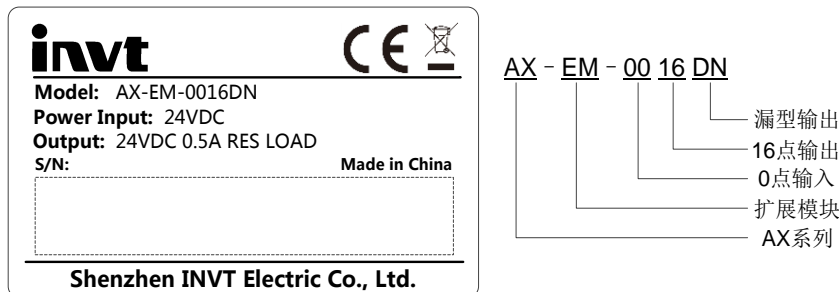 invt
CE
Model: AX-EM-0016DN
Power Input: 24VDC
Output: 24VDC 0.5A RES LOAD
S/N: Made in China
Shenzhen INVT Electric Co., Ltd.
AX - EM - 00 16 DN
漏型输出
16点输出
0点输入
扩展模块
AX系列